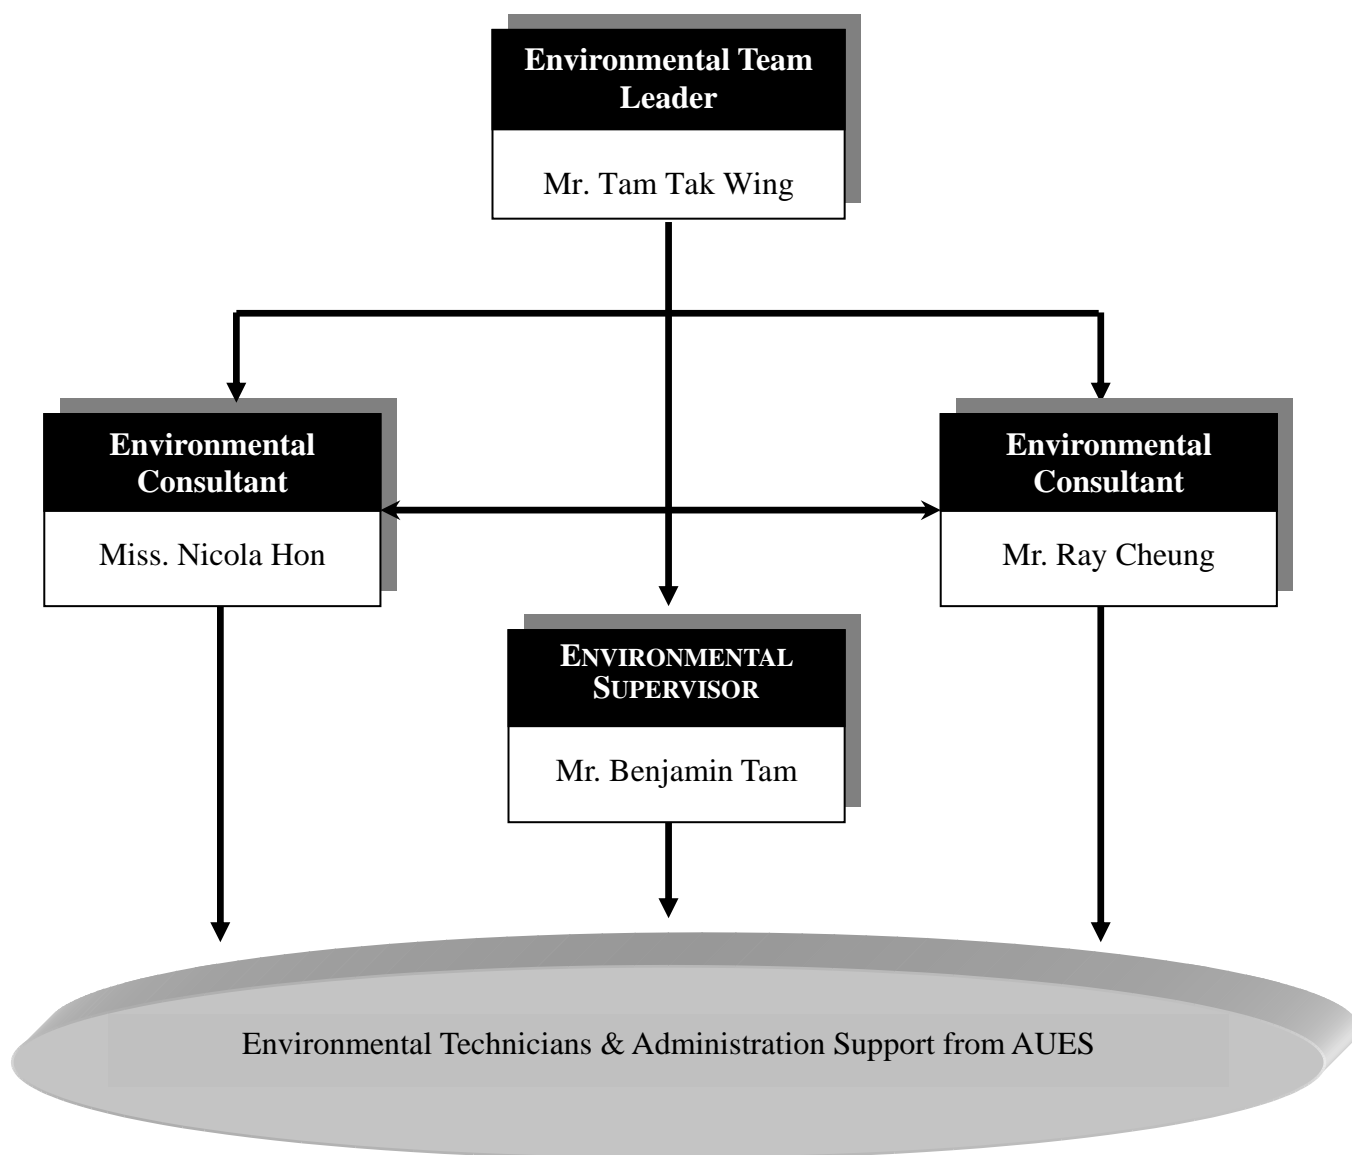 Environmental Team
Leader
Mr. Tam Tak Wing
Environmental
Consultant
Miss. Nicola Hon
Environmental
Consultant
Mr. Ray Cheung
ENVIRONMENTAL
SUPERVISOR
Mr. Benjamin Tam
Environmental Technicians & Administration Support from AUES